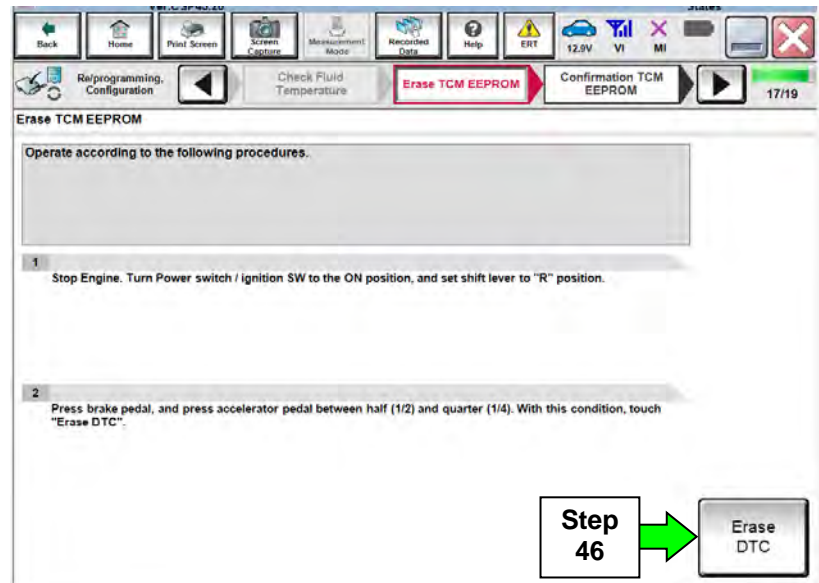 Back
Home
Print Screen
Screen
Capture
Measurement
Mode
Recorded
Data
Help
ERT
12.9V
VI
MI
Re/programming,
Configuration
Check Fluid
Temperature
Erase TCM EEPROM
Confirmation TCM
EEPROM
17/19
Erase TCM EEPROM
Operate according to the following procedures.
1
Stop Engine. Turn Power switch / ignition SW to the ON position, and set shift lever to "R" position.
2
Press brake pedal, and press accelerator pedal between half (1/2) and quarter (1/4). With this condition, touch
"Erase DTC".
Step
46
Erase
DTC